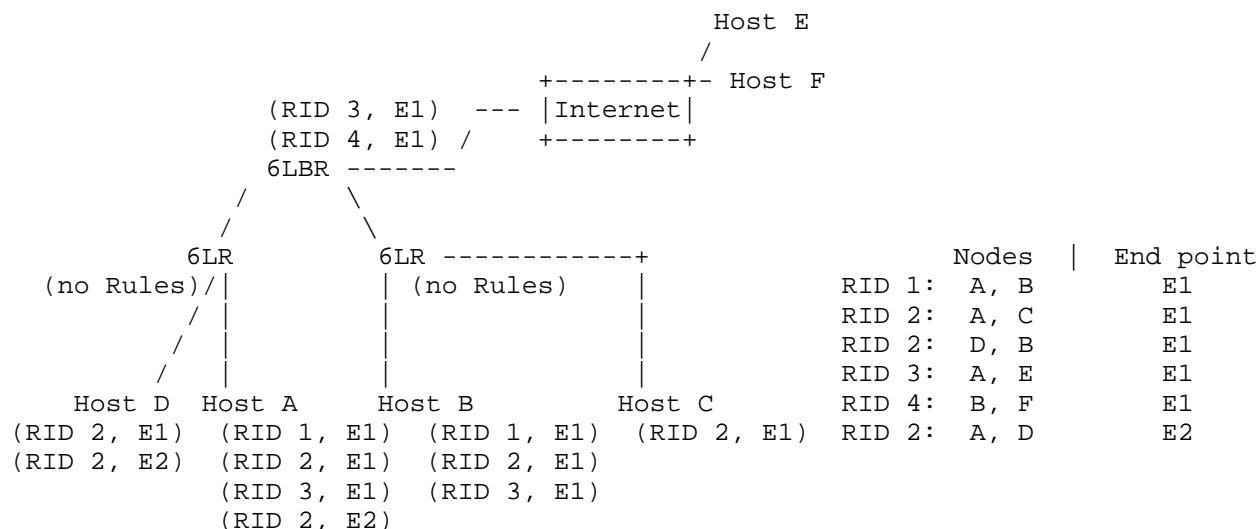 Host E
/
+--------+- Host F
(RID 3, E1) --- |Internet|
(RID 4, E1) / +--------+
6LBR -------
/ \
/ \
6LR 6LR ------------+ Nodes | End point
(no Rules)/| | (no Rules) | RID 1: A, B E1
/ | | | RID 2: A, C E1
/ | | | RID 2: D, B E1
/ | | | RID 3: A, E E1
Host D Host A Host B Host C RID 4: B, F E1
(RID 2, E1) (RID 1, E1) (RID 1, E1) (RID 2, E1) RID 2: A, D E2
(RID 2, E2) (RID 2, E1) (RID 2, E1)
(RID 3, E1) (RID 3, E1)
(RID 2, E2)